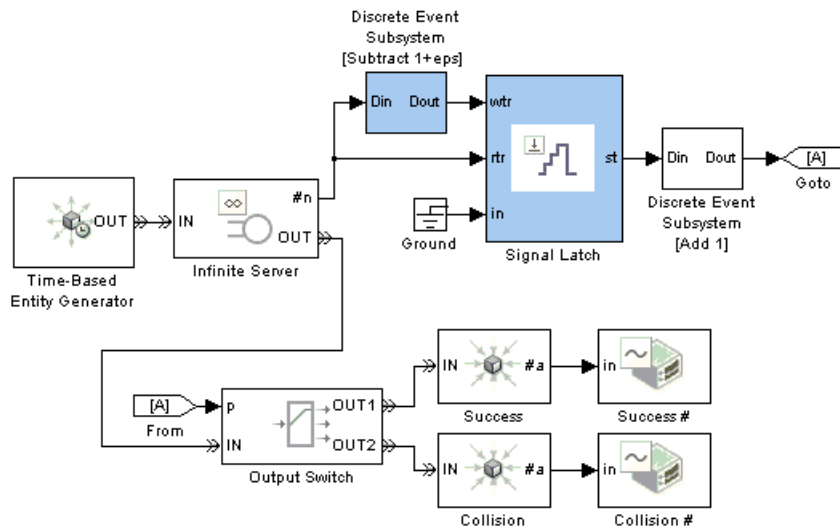 Discrete Event
Subsystem
[Subtract 1+eps]
Din Dout
wtr
rtr
in
st
Signal Latch
Din Dout
Discrete Event
Subsystem
[Add 1]
[A]
Goto
OUT
Time-Based
Entity Generator
IN
∞
#n
OUT
Infinite Server
Ground
[A]
From
p
IN
OUT1
OUT2
Output Switch
IN #a
Success
in
Success #
IN #a
Collision
in
Collision #